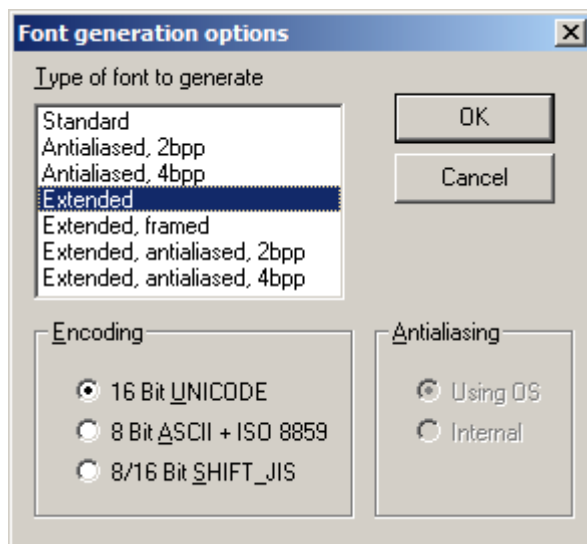 Font generation options
Type of font to generate
Standard
Antialiased, 2bpp
Antialiased, 4bpp
Extended
Extended, framed
Extended, antialiased, 2bpp
Extended, antialiased, 4bpp
OK
Cancel
Encoding
16 Bit UNICODE
8 Bit ASCII + ISO 8859
8/16 Bit SHIFT_JIS
Antialiasing
Using OS
Internal